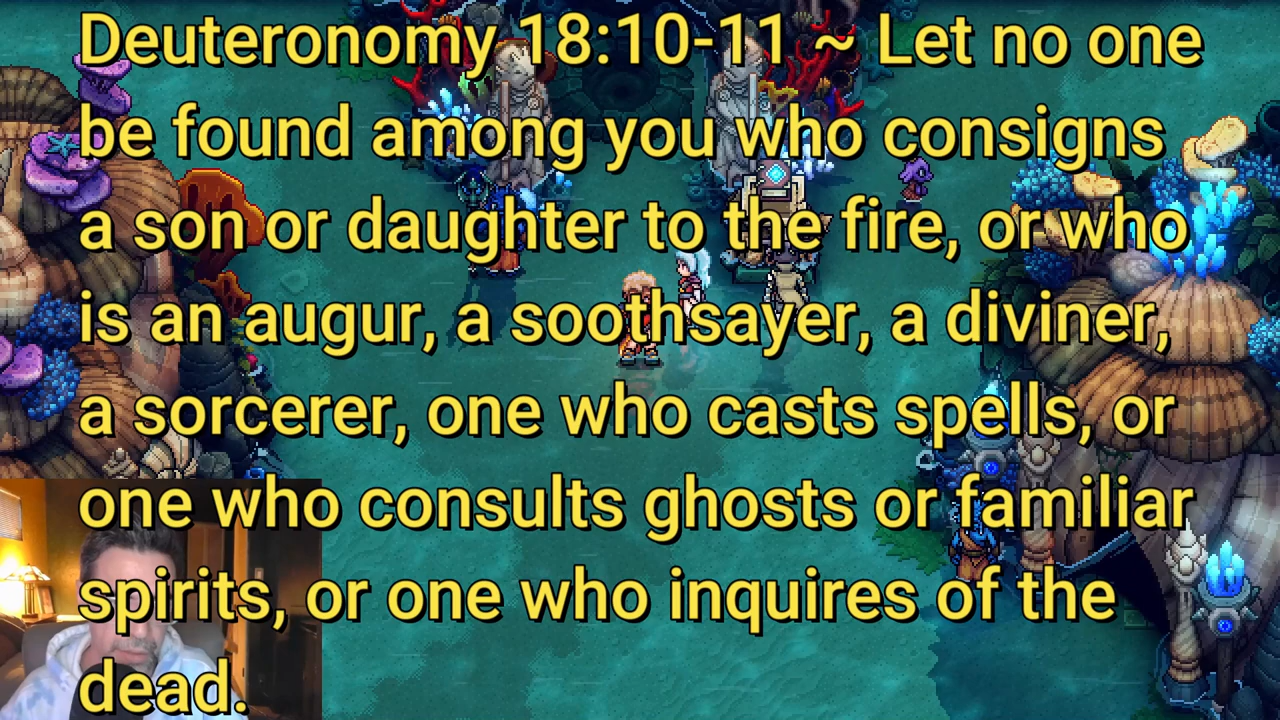 Deuteronomy 18:10-11 ~ Let no one
be found among you who consigns
a son or daughter to the fire, or who
is an augur, a soothsayer, a diviner,
a sorcerer, one who casts spells, or
one who consults ghosts or familiar
spirits, or one who inquires of the
dead.